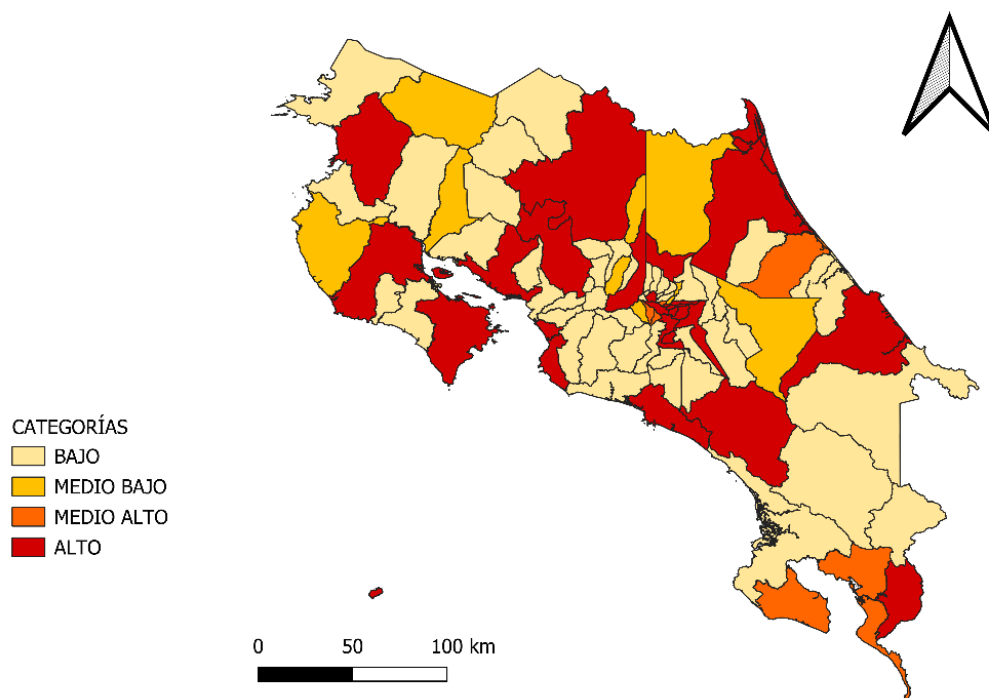 CATEGORÍAS
BAJO
MEDIO BAJO
MEDIO ALTO
ALTO
0 50 100 km